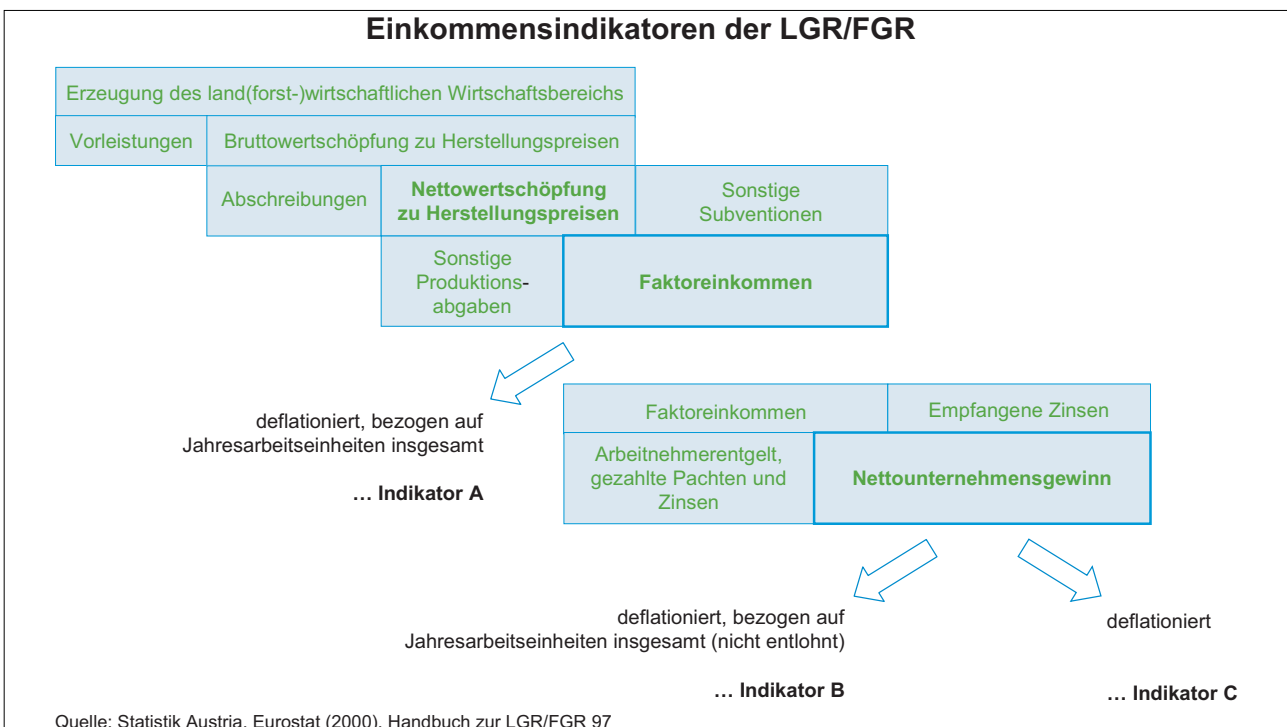 Einkommensindikatoren der LGR/FGR
Erzeugung des land(forst-)wirtschaftlichen Wirtschaftsbereichs
Vorleistungen
Bruttowertschöpfung zu Herstellungspreisen
Abschreibungen
Nettowertschöpfung
zu Herstellungspreisen
Sonstige
Subventionen
Sonstige
Produktions-
abgaben
Faktoreinkommen
deflationiert, bezogen auf
Jahresarbeitseinheiten insgesamt
... Indikator A
Faktoreinkommen
Empfangene Zinsen
Arbeitnehmerentgelt,
gezahlte Pachten und
Zinsen
Nettounternehmensgewinn
deflationiert, bezogen auf
Jahresarbeitseinheiten insgesamt (nicht entlohnt)
... Indikator B
deflationiert
... Indikator C
Quelle: Statistik Austria, Eurostat (2000), Handbuch zur LGR/FGR 97